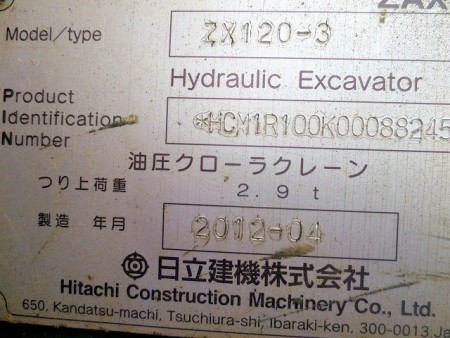 Model/type ZX120-3
Hydraulic Excavator
Product
Identification
Number
*HCM1R100K00088245
油圧クローラクレーン
つり上荷重 2.9 t
製造 年月 2012-04
日立建機株式会社
Hitachi Construction Machinery Co., Ltd.
650, Kandatsu-machi, Tsuchiura-shi, Ibaraki-ken, 300-0013.Ja